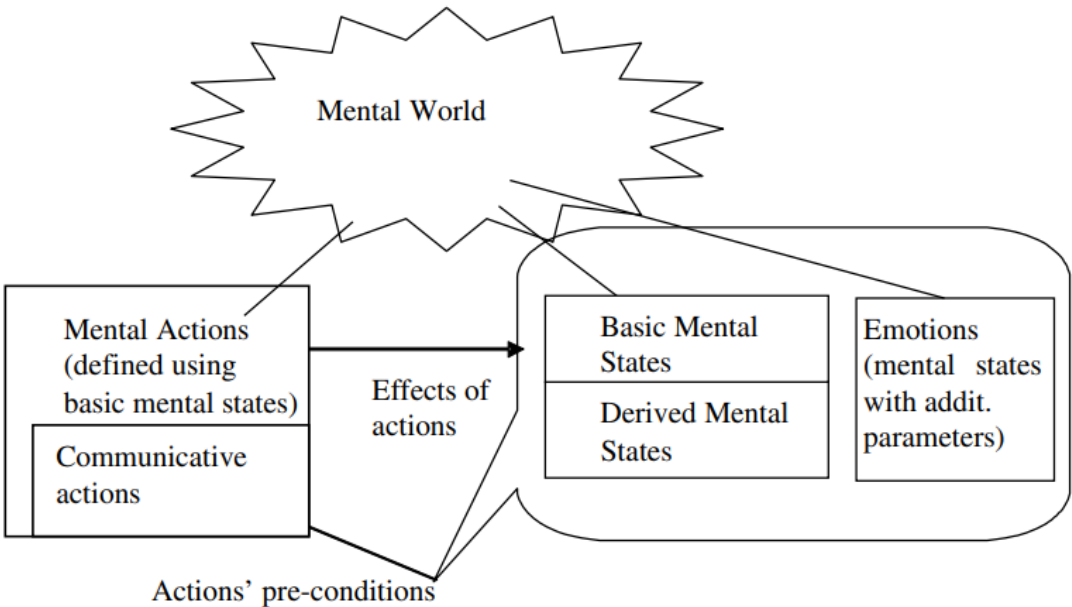 Mental World
Mental Actions
(defined using
basic mental states)
Communicative
actions
Effects of
actions
Basic Mental
States
Derived Mental
States
Emotions
(mental states
with addit.
parameters)
Actions’ pre-conditions